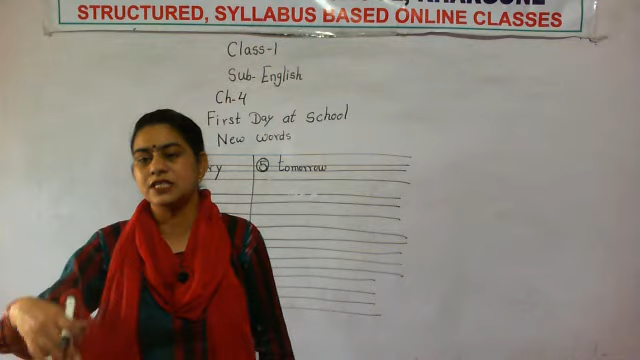 STRUCTURED, SYLLABUS BASED ONLINE CLASSES
Class-1
Sub- English
Ch-4
First Day at School
New words
ry
⑤ tomorrow